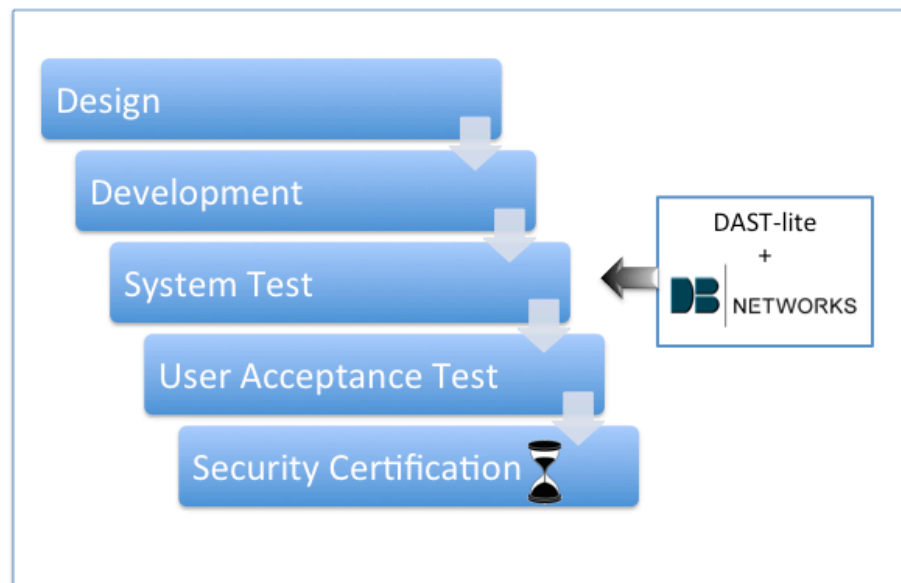 Design
Development
System Test
User Acceptance Test
Security Certification
DAST-lite
+
DB NETWORKS